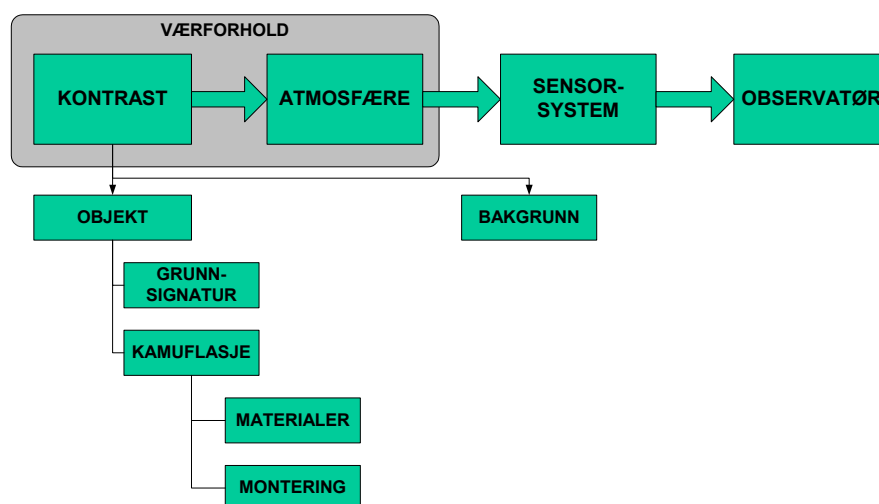 VÆRFORHOLD
KONTRAST
ATMOSFÆRE
SENSOR-
SYSTEM
OBSERVATØR
OBJEKT
BAKGRUNN
GRUNN-
SIGNATUR
KAMUFLASJE
MATERIALER
MONTERING